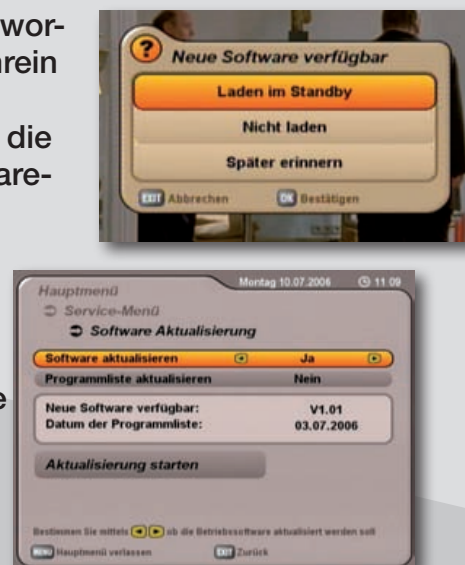 wor-
rein
die
are-
e
? Neue Software verfügbar
Laden im Standby
Nicht laden
Später erinnern
EXIT Abbrechen OK Bestätigen
Hauptmenü Montag 10.07.2006 11 09
Service-Menü
Software Aktualisierung
Software aktualisieren Ja
Programmliste aktualisieren Nein
Neue Software verfügbar: V1.01
Datum der Programmliste: 03.07.2006
Aktualisierung starten
Bestimmen Sie mittels ob die Betriebssoftware aktualisiert werden soll
MENU Hauptmenü verlassen EXIT Zurück